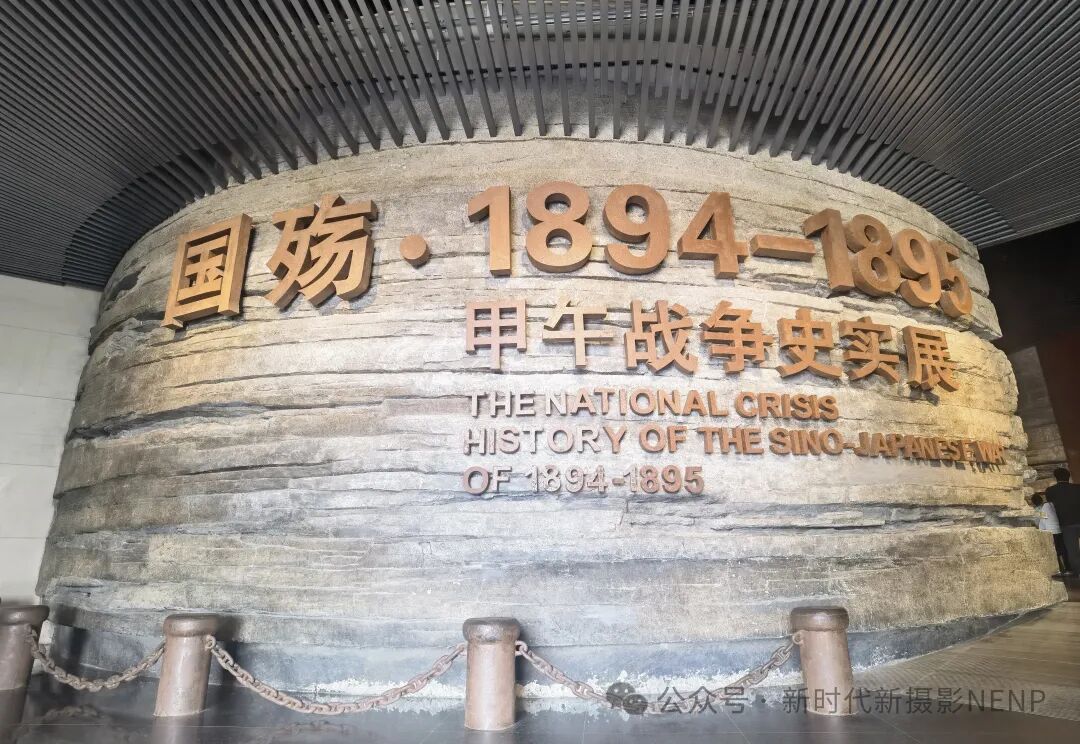 国殇·1894-1895
甲午战争史实展
THE NATIONAL CRISIS
HISTORY OF THE SINO-JAPANESE WAR
OF 1894-1895
公众号·新时代新摄影NENP